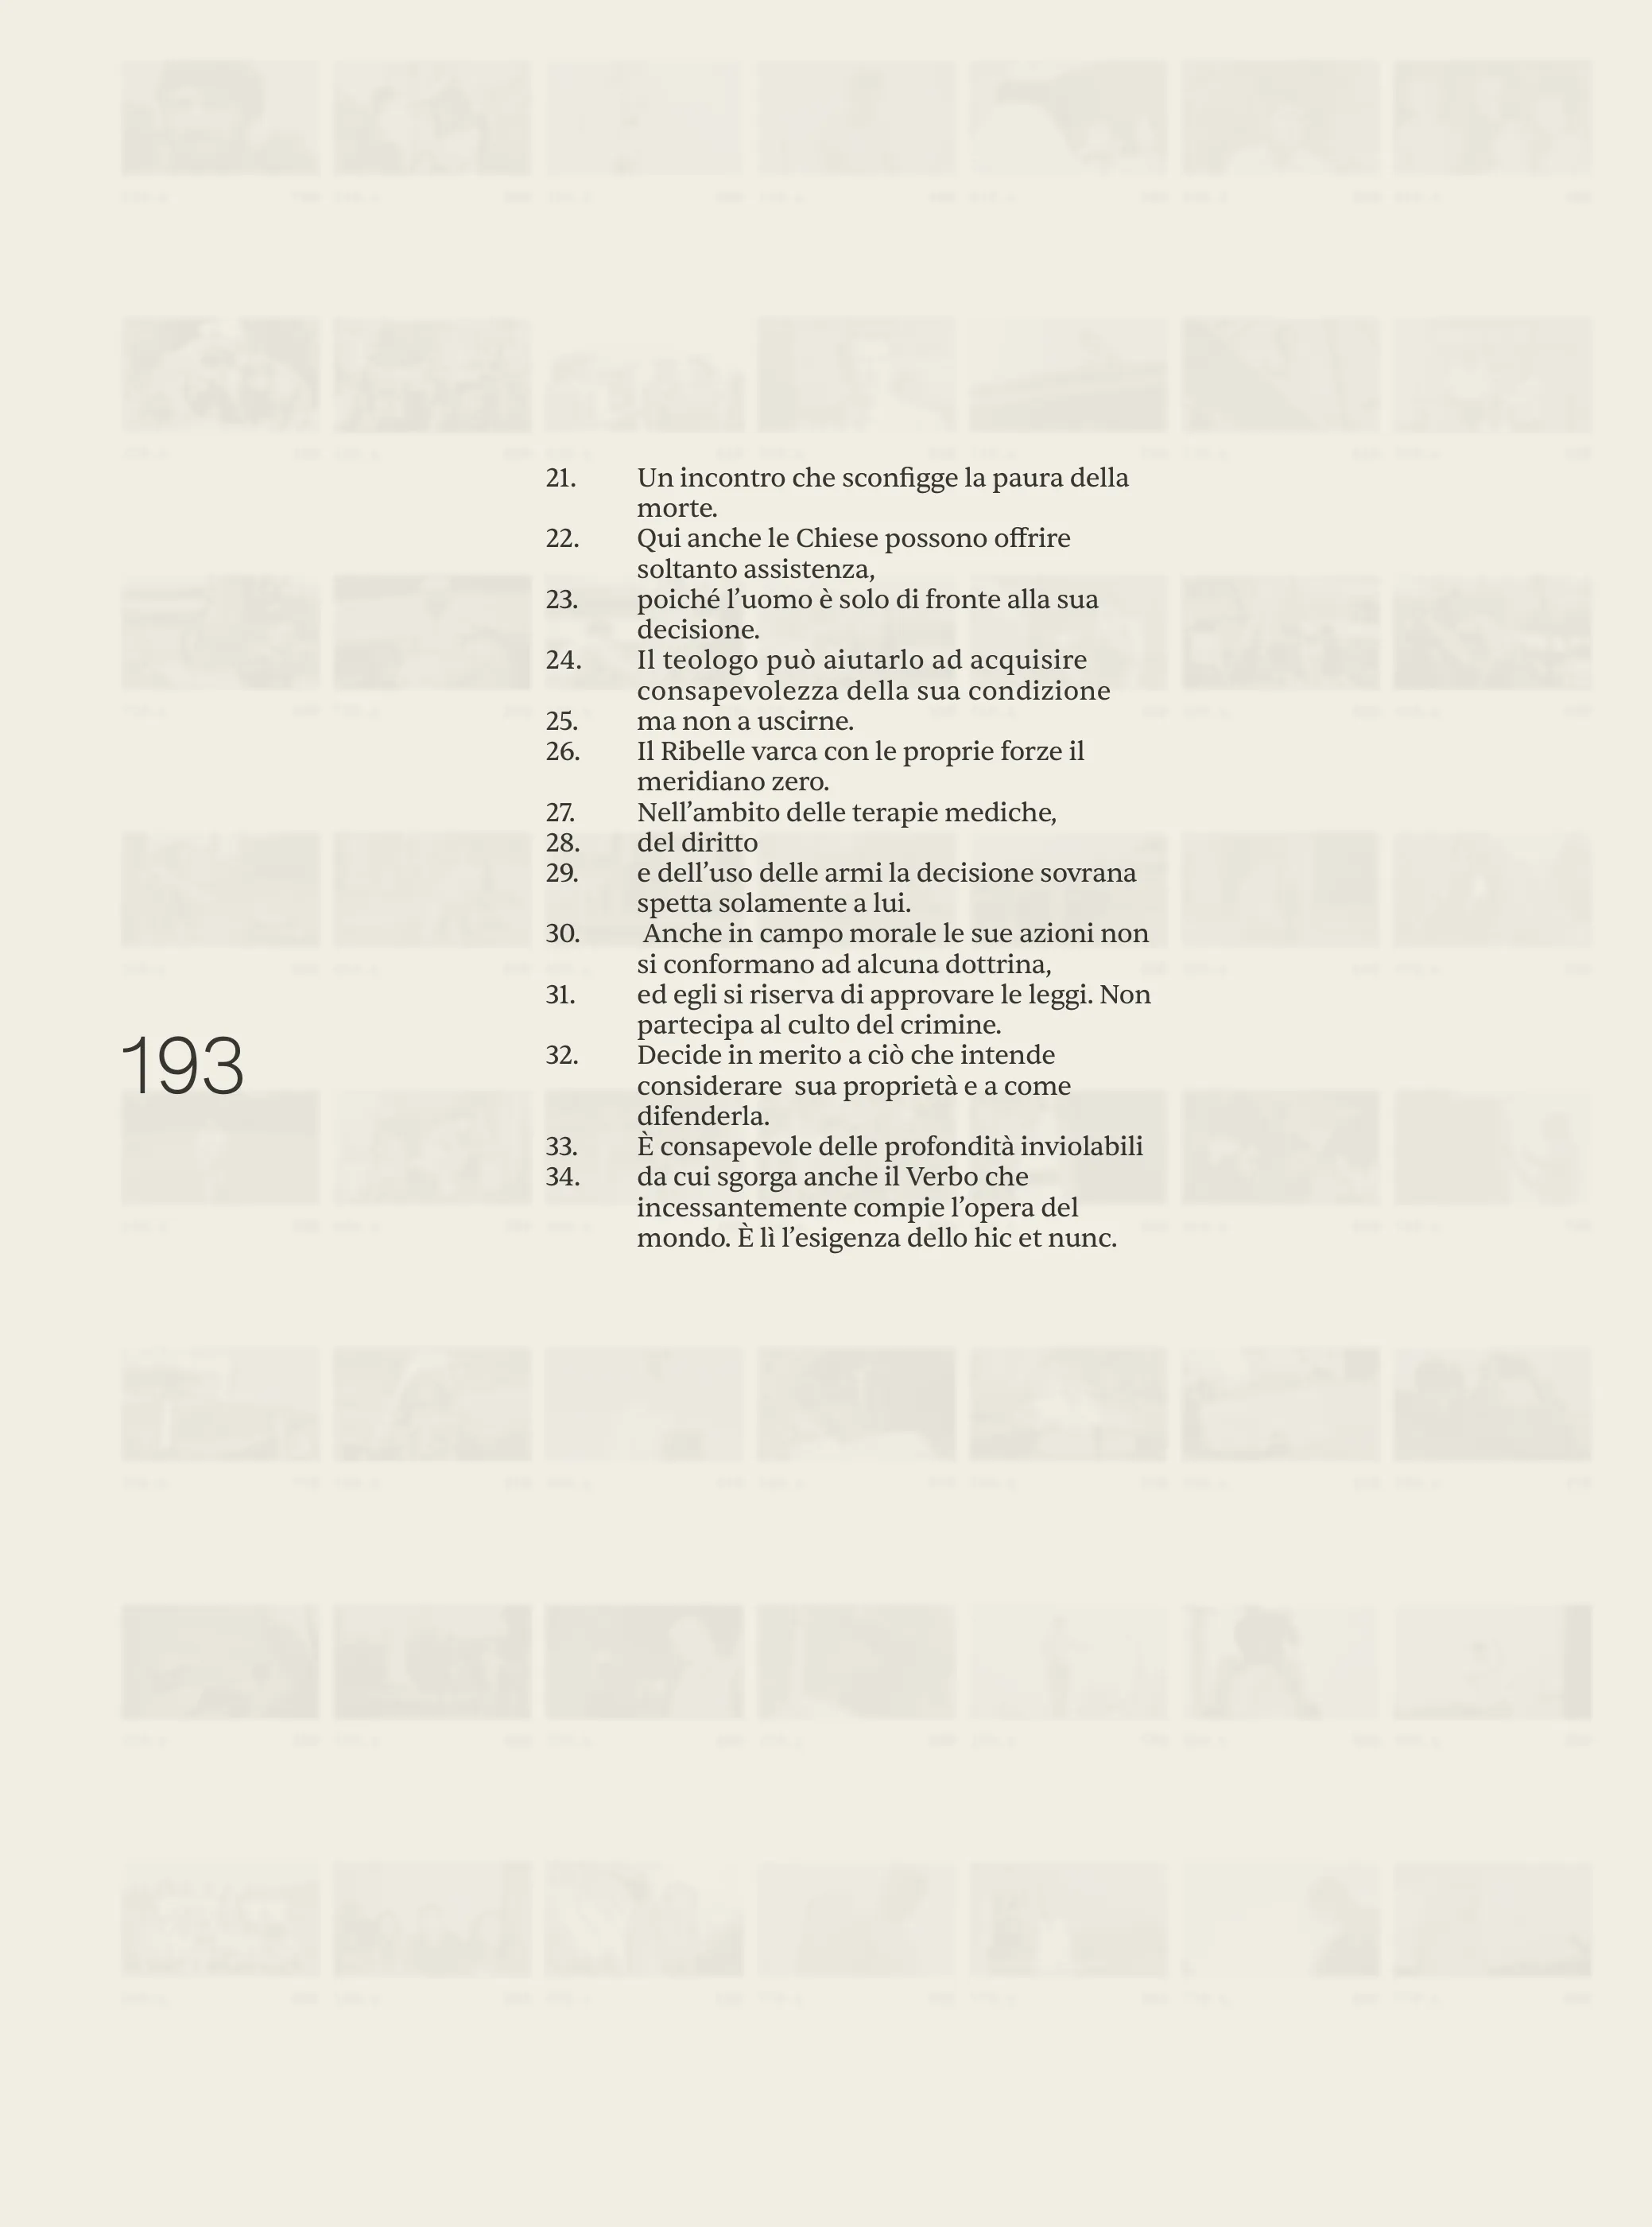 21. Un incontro che sconfigge la paura della
morte.
22. Qui anche le Chiese possono offrire
soltanto assistenza,
23. poiché l’uomo è solo di fronte alla sua
decisione.
24. Il teologo può aiutarlo ad acquisire
consapevolezza della sua condizione
25. ma non a uscirne.
26. Il Ribelle varca con le proprie forze il
meridiano zero.
27. Nell’ambito delle terapie mediche,
28. del diritto
29. e dell’uso delle armi la decisione sovrana
spetta solamente a lui.
30. Anche in campo morale le sue azioni non
si conformano ad alcuna dottrina,
31. ed egli si riserva di approvare le leggi. Non
partecipa al culto del crimine.
32. Decide in merito a ciò che intende
considerare sua proprietà e a come
difenderla.
33. È consapevole delle profondità inviolabili
34. da cui sgorga anche il Verbo che
incessantemente compie l’opera del
mondo. È lì l’esigenza dello hic et nunc.
193